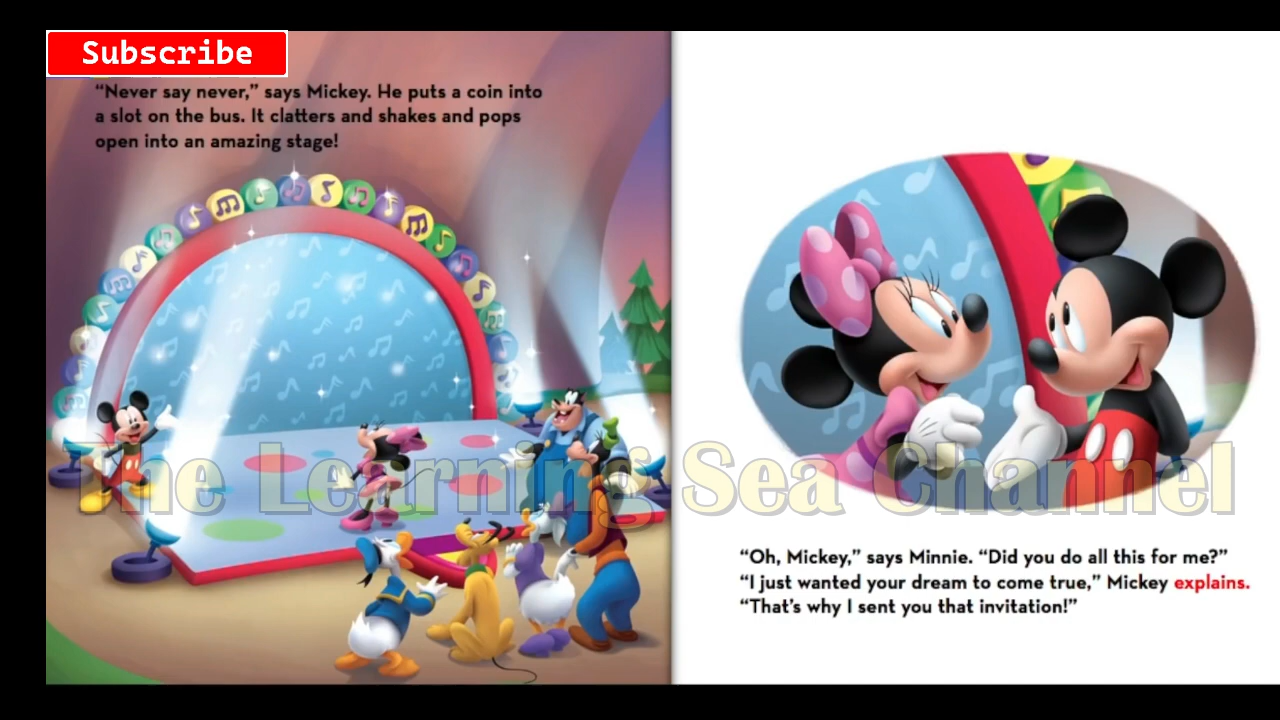 Subscribe
“Never say never,” says Mickey. He puts a coin into
a slot on the bus. It clatters and shakes and pops
open into an amazing stage!
The Learning Sea Channel
“Oh, Mickey,” says Minnie. “Did you do all this for me?”
“I just wanted your dream to come true,” Mickey explains.
“That’s why I sent you that invitation!”